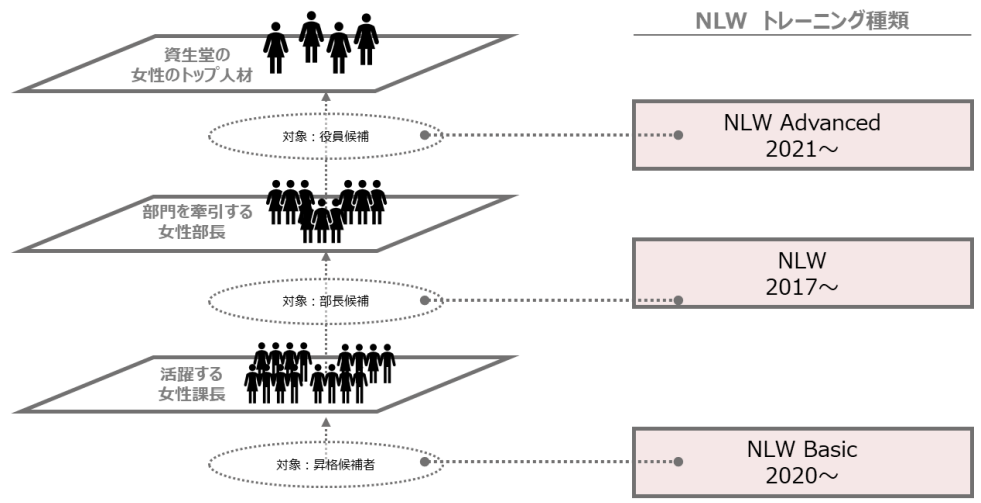 NLW トレーニング種類
資生堂の
女性のトップ人材
対象：役員候補
NLW Advanced
2021～
部門を牽引する
女性部長
対象：部長候補
NLW
2017～
活躍する
女性課長
対象：昇格候補者
NLW Basic
2020～